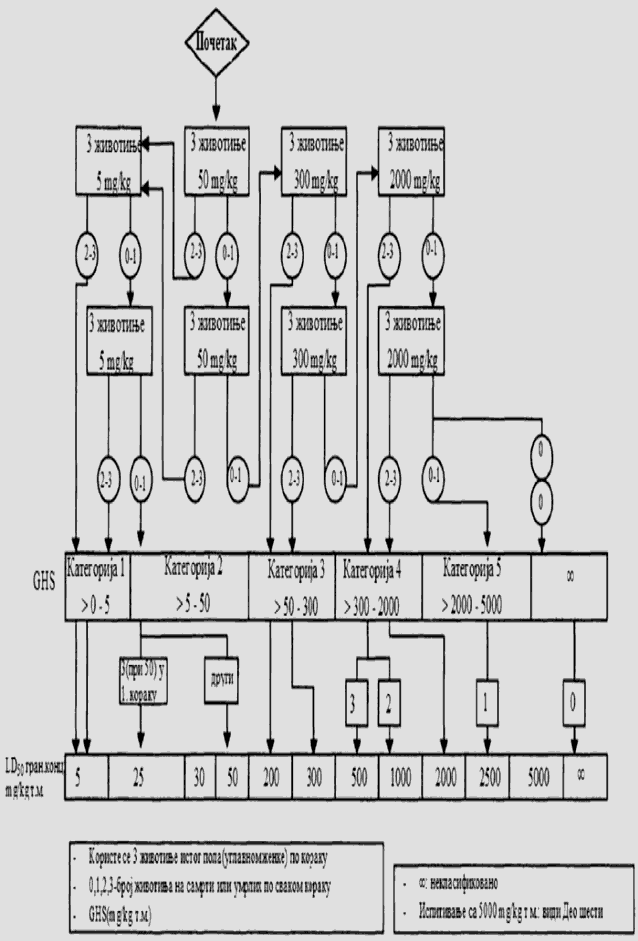 Почетак
3 животиње
5 mg/kg
3 животиње
50 mg/kg
3 животиње
300 mg/kg
3 животиње
2000 mg/kg
2-3
0-1
2-3
0-1
2-3
0-1
2-3
0-1
3 животиње
5 mg/kg
3 животиње
50 mg/kg
3 животиње
300 mg/kg
3 животиње
2000 mg/kg
2-3
0-1
2-3
0-1
2-3
0-1
2-3
0-1
0
0
GHS
Категорија 1
>0 - 5
Категорија 2
>5 - 50
Категорија 3
>50 - 300
Категорија 4
>300 - 2000
Категорија 5
>2000 - 5000
∞
3(при 50) у
1. кораку
други
3
2
1
0
LD50 гран.конц
mg/kg т.м.
5 25 30 50 200 300 500 1000 2000 2500 5000 ∞
- Користе се 3 животиње истог пола(углавномженке) по кораку
- 0,1,2,3-број животиња на самрти или умрлих по сваком кораку
- GHS(mg/kg т.м.)
- ∞: некласификовано
- Испитивање са 5000 mg/kg т м.: види Део шести